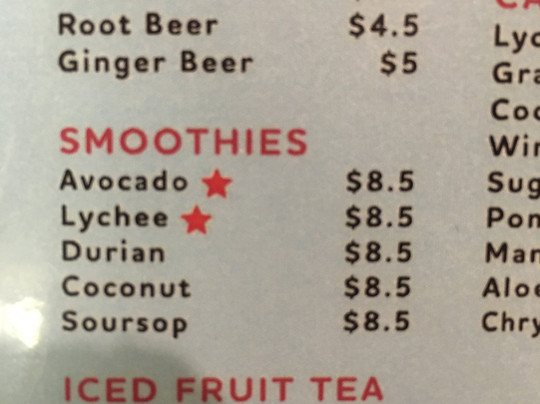 Root Beer $4.5
Ginger Beer $5
SMOOTHIES
Avocado $8.5
Lychee $8.5
Durian $8.5
Coconut $8.5
Soursop $8.5
ICED FRUIT TEA